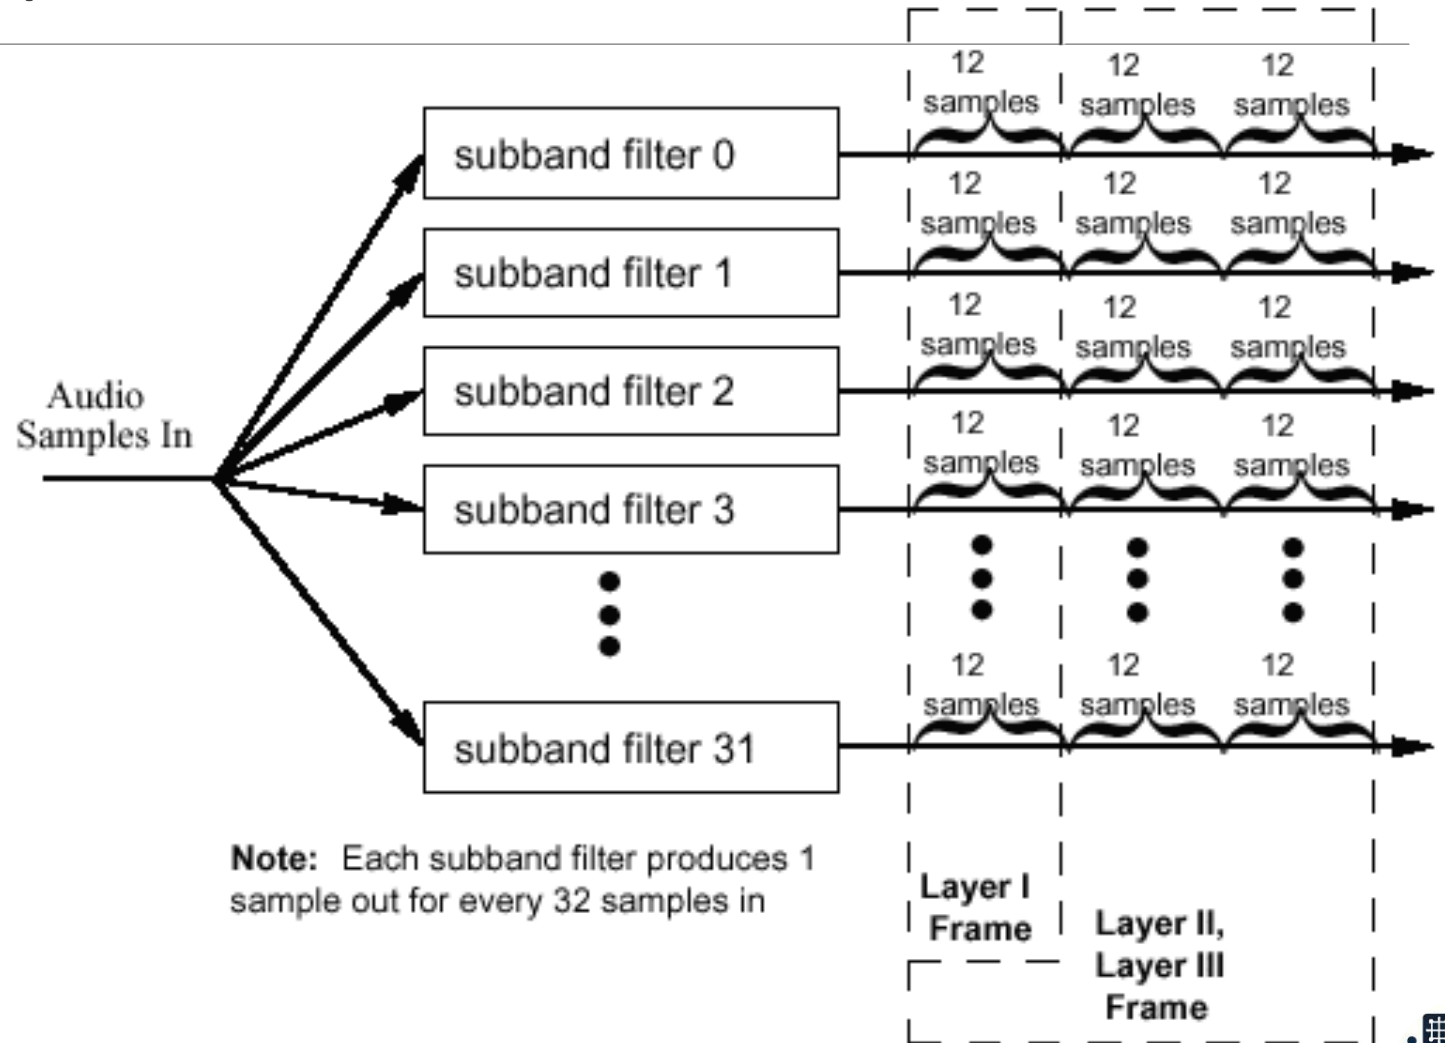 12 12 12
samples samples samples
subband filter 0
12 12 12
samples samples samples
subband filter 1
12 12 12
samples samples samples
subband filter 2
Audio
Samples In
12 12 12
samples samples samples
subband filter 3
12 12 12
samples samples samples
subband filter 31
Note: Each subband filter produces 1
sample out for every 32 samples in
Layer I
Frame
Layer II,
Layer III
Frame